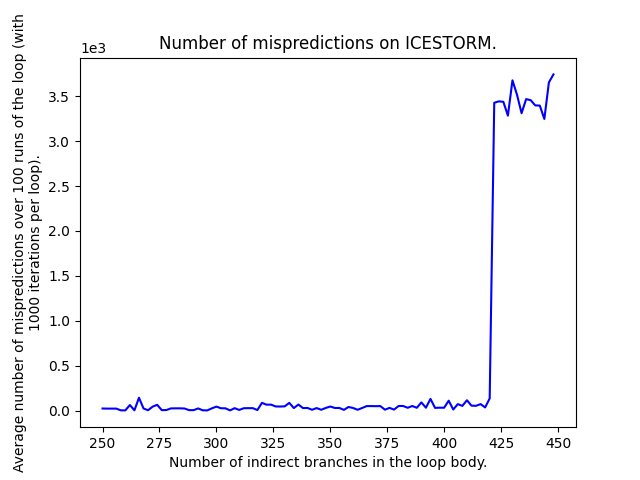 Number of mispredictions on ICESTORM.
1e3
Average number of mispredictions over 100 runs of the loop (with
1000 iterations per loop).
3.5
3.0
2.5
2.0
1.5
1.0
0.5
0.0
250 275 300 325 350 375 400 425 450
Number of indirect branches in the loop body.